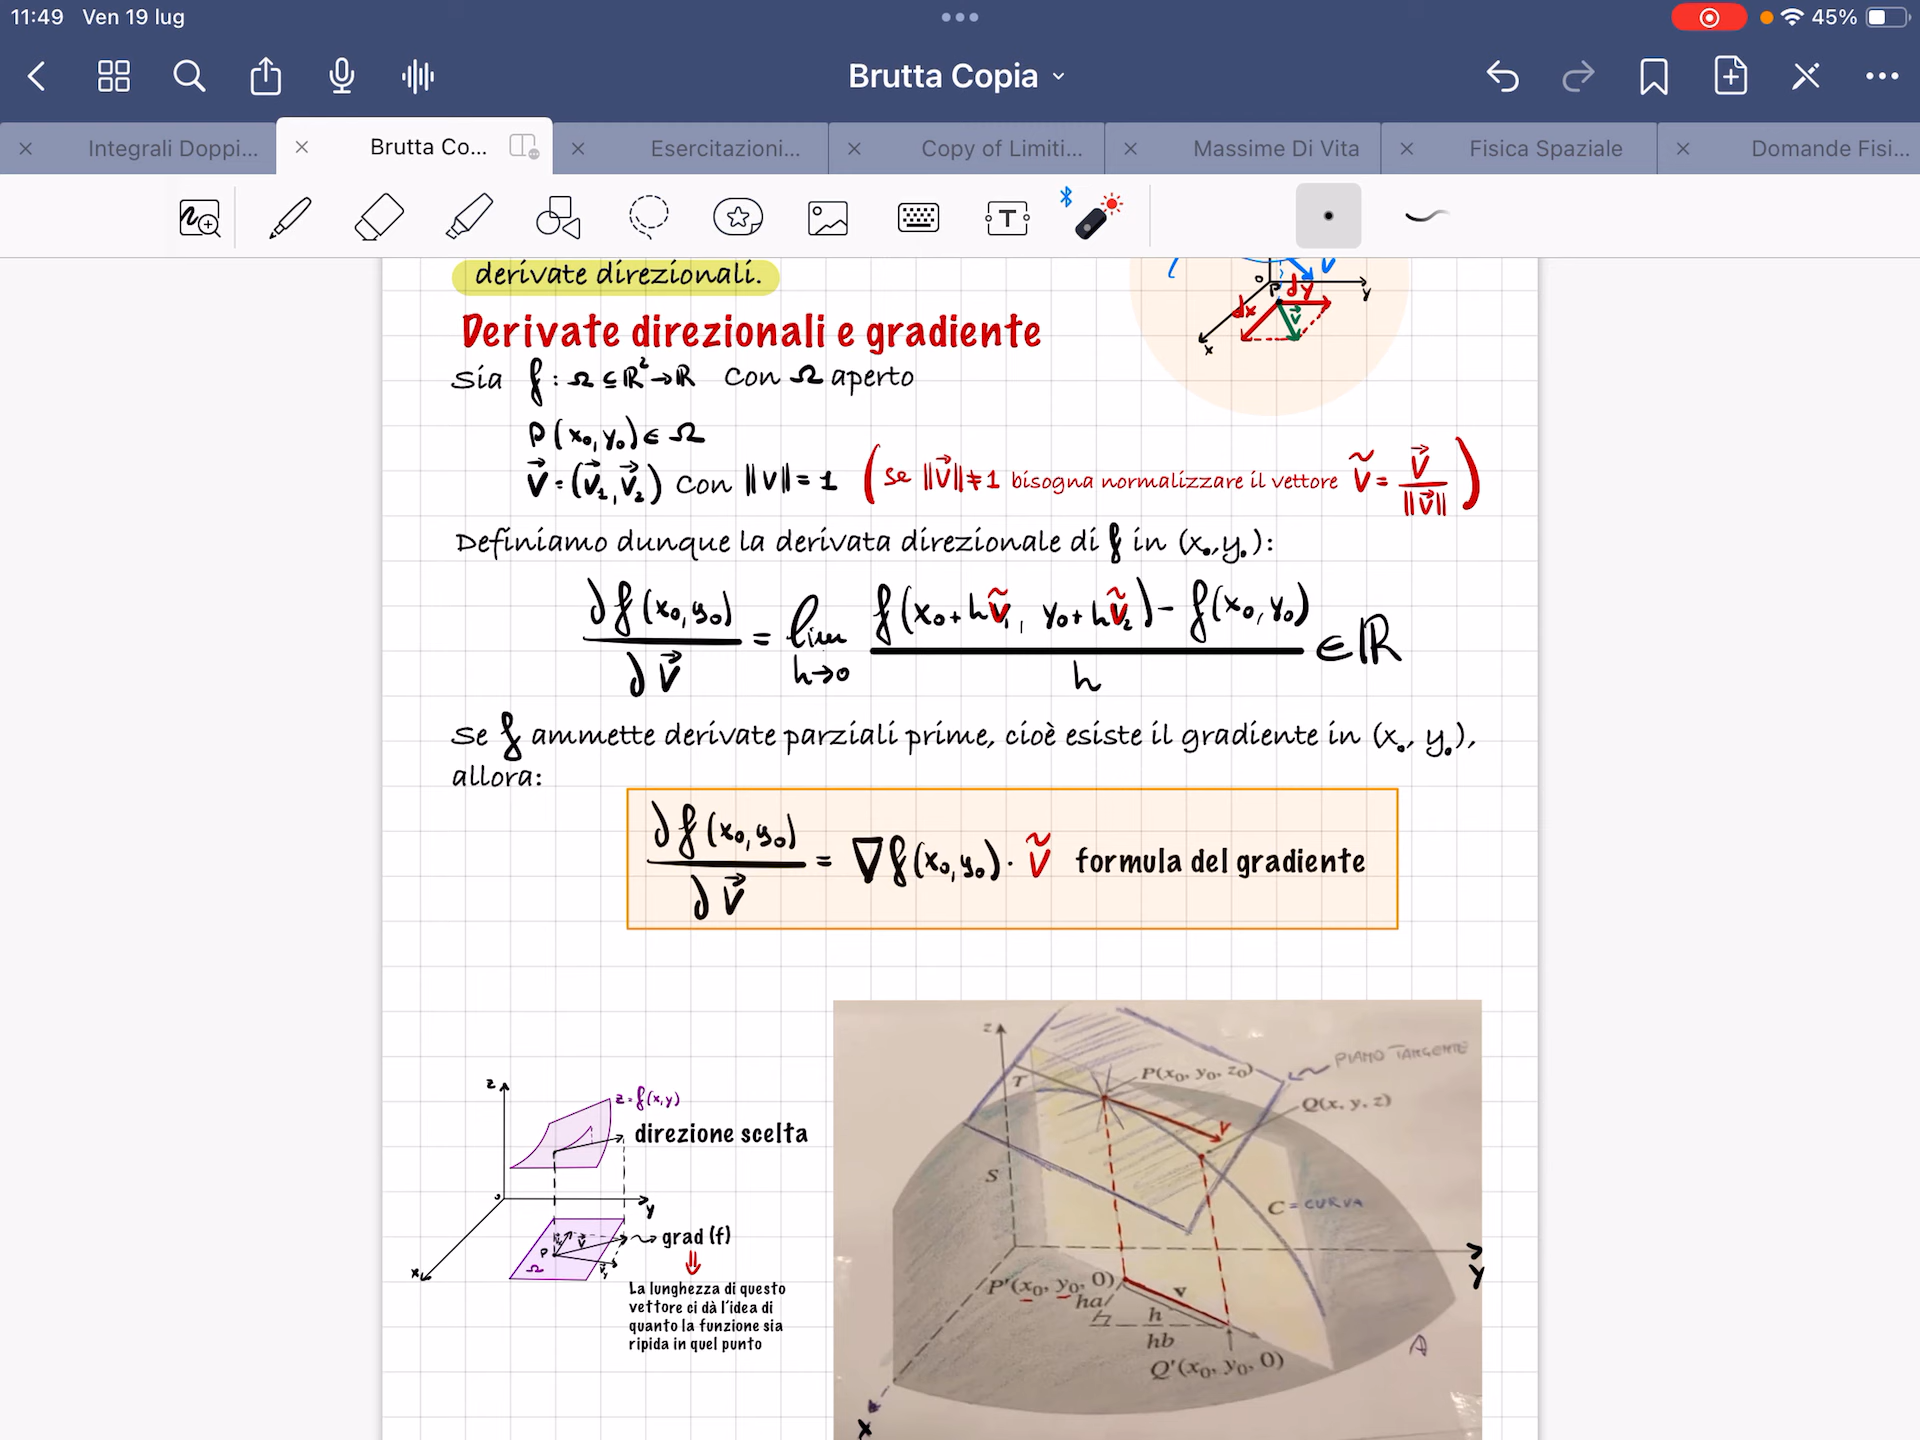 11:49 Ven 19 lug
45%
Brutta Copia
Integrali Doppi...
Brutta Co...
Esercitazioni...
Copy of Limiti...
Massime Di Vita
Fisica Spaziale
Domande Fisi...
T
derivate direzionali.
v
o
P
dy
y
dx
v⃗
x
Derivate direzionali e gradiente
Sia f : Ω ⊆ ℝ² → ℝ con Ω aperto
P (x₀, y₀) ∈ Ω
v⃗ = (v⃗₁, v⃗₂) con ||v|| = 1 (se ||v⃗|| ≠ 1 bisogna normalizzare il vettore ṽ = v⃗ / ||v⃗||)
Definiamo dunque la derivata direzionale di f in (x₀, y₀):
∂f(x₀, y₀) / ∂v⃗ = lim h→0 f(x₀ + hṽ₁, y₀ + hṽ₂) - f(x₀, y₀) / h ∈ ℝ
Se f ammette derivate parziali prime, cioè esiste il gradiente in (x₀, y₀),
allora:
∂f(x₀, y₀) / ∂v⃗ = ∇f(x₀, y₀) · ṽ formula del gradiente
z
z = f(x,y)
direzione scelta
y
x
P
v⃗
Ω
grad (f)
⇓
La lunghezza di questo
vettore ci dà l'idea di
quanto la funzione sia
ripida in quel punto
z
PIANO TANGENTE
T
P(x₀, y₀, z₀)
Q(x, y, z)
v
S
C = CURVA
y
P'(x₀, y₀, 0)
v
ha
h
hb
Q'(x₀, y₀, 0)
x